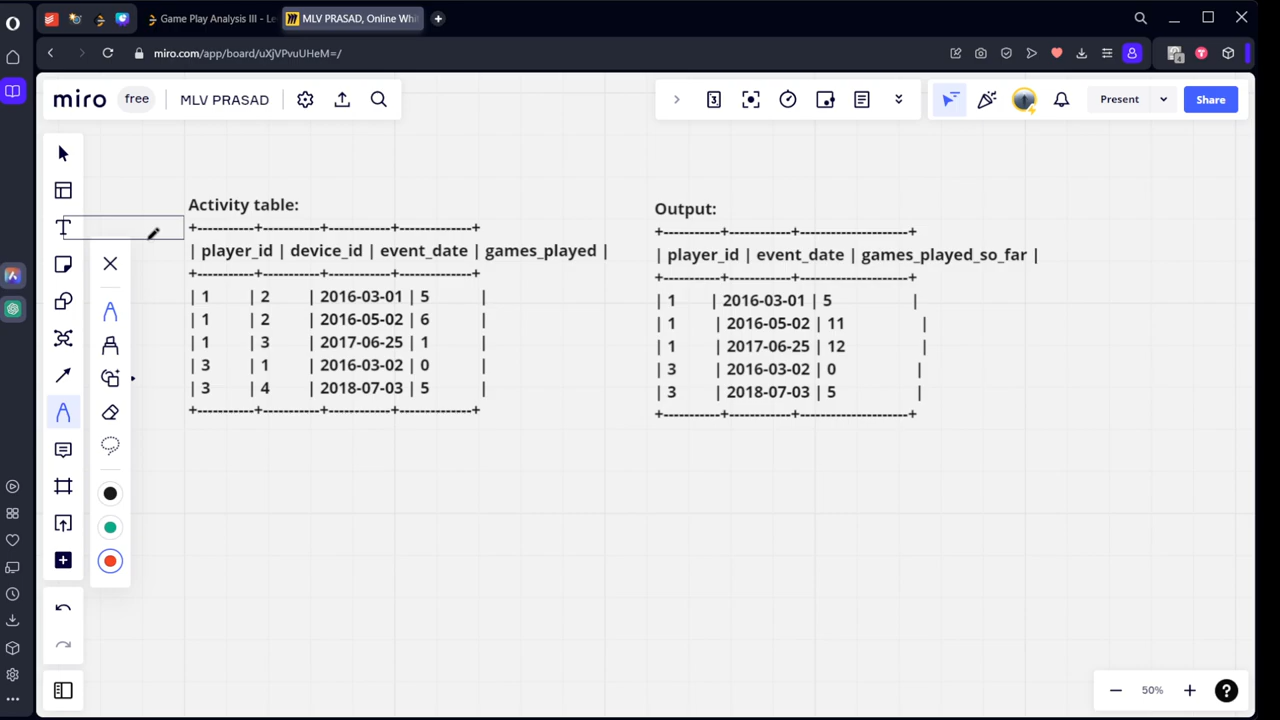 Game Play Analysis III - Le
MLV PRASAD, Online Whi
miro.com/app/board/uXjVPvuUHeM=/
miro free MLV PRASAD
3
Present
Share
Activity table:
+-----------+-----------+------------+--------------+
| player_id | device_id | event_date | games_played |
+-----------+-----------+------------+--------------+
| 1 | 2 | 2016-03-01 | 5 |
| 1 | 2 | 2016-05-02 | 6 |
| 1 | 3 | 2017-06-25 | 1 |
| 3 | 1 | 2016-03-02 | 0 |
| 3 | 4 | 2018-07-03 | 5 |
+-----------+-----------+------------+--------------+
Output:
+-----------+------------+---------------------+
| player_id | event_date | games_played_so_far |
+-----------+------------+---------------------+
| 1 | 2016-03-01 | 5 |
| 1 | 2016-05-02 | 11 |
| 1 | 2017-06-25 | 12 |
| 3 | 2016-03-02 | 0 |
| 3 | 2018-07-03 | 5 |
+-----------+------------+---------------------+
50%